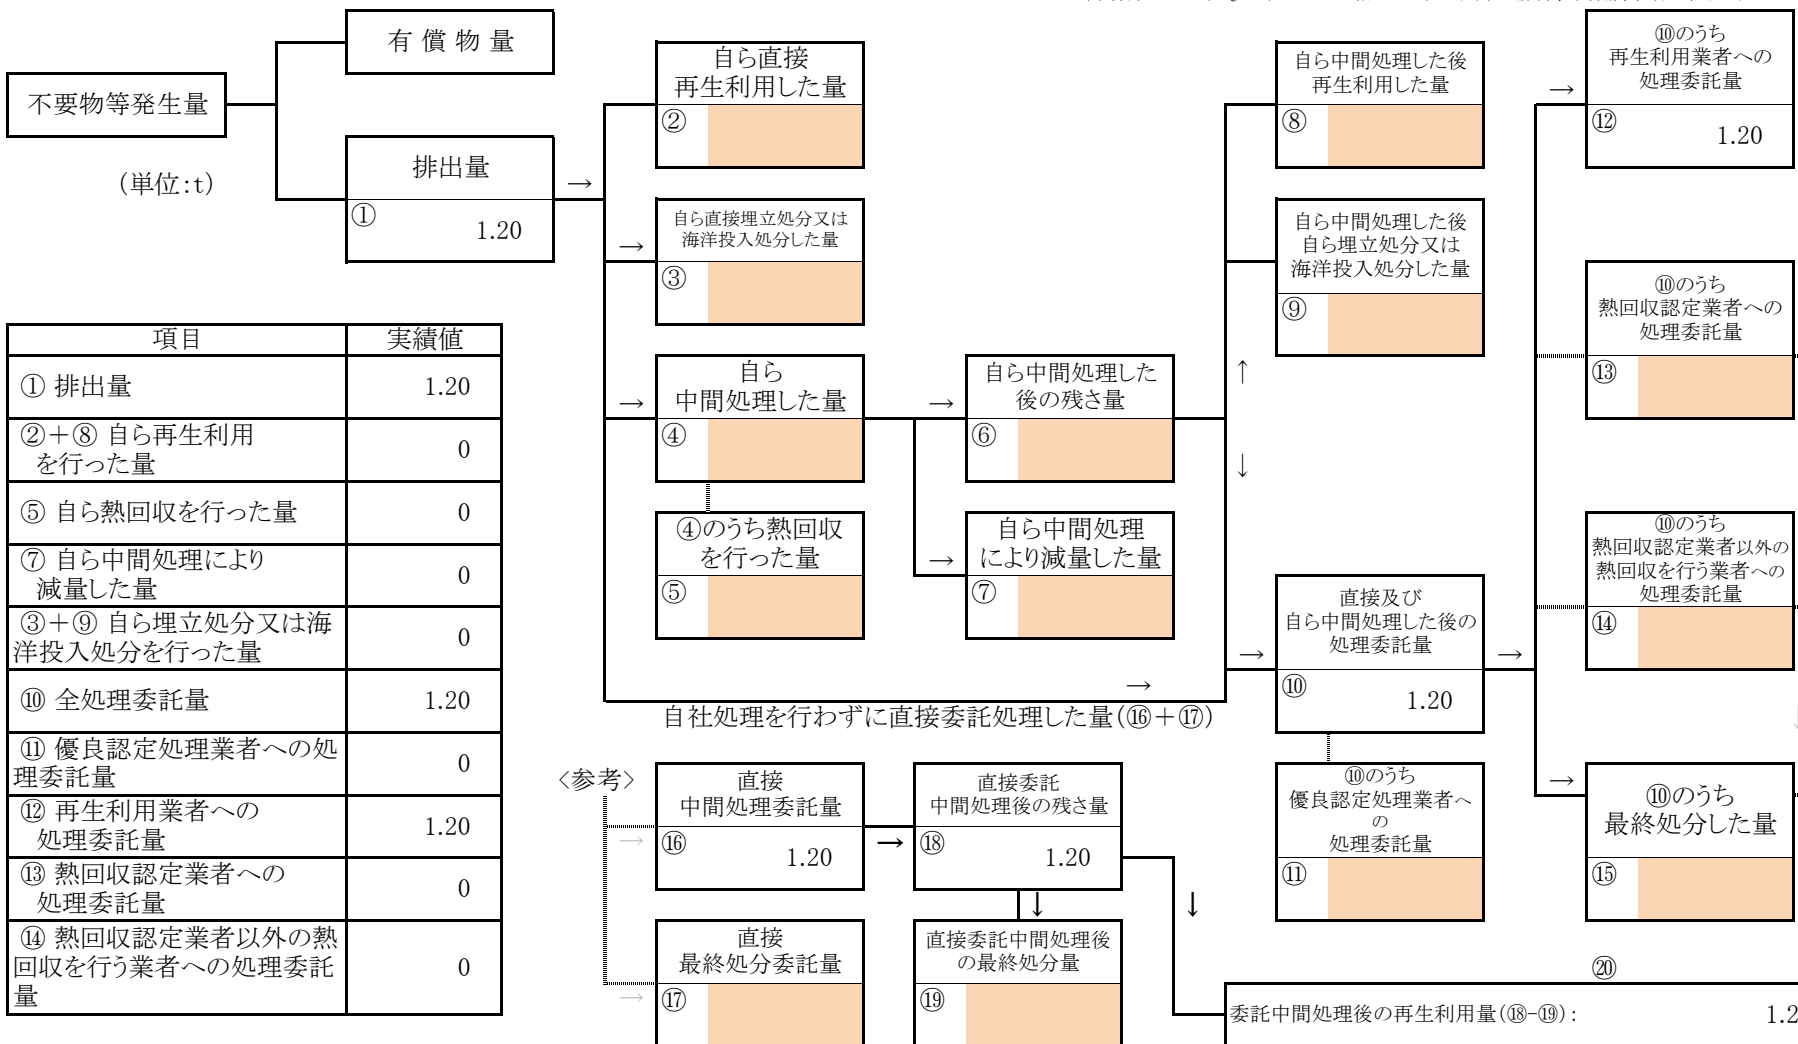 有 償 物 量
不要物等発生量
(単位:t)
排出量
①
1.20
→
自ら直接
再生利用した量
②
→
自ら直接埋立処分又は
海洋投入処分した量
③
→
自ら
中間処理した量
④
④のうち熱回収
を行った量
⑤
→
自ら中間処理した
後の残さ量
⑥
→
自ら中間処理
により減量した量
⑦
自ら中間処理した後
再生利用した量
⑧
自ら中間処理した後
自ら埋立処分又は
海洋投入処分した量
⑨
↑
↓
→
直接及び
自ら中間処理した後の
処理委託量
⑩
1.20
→
⑩のうち
優良認定処理業者へ
の
処理委託量
⑪
→
⑩のうち
再生利用業者への
処理委託量
⑫
1.20
⑩のうち
熱回収認定業者への
処理委託量
⑬
⑩のうち
熱回収認定業者以外の
熱回収を行う業者への
処理委託量
⑭
→
⑩のうち
最終処分した量
⑮
→
自社処理を行わずに直接委託処理した量(⑯+⑰)
<参考>
→
直接
中間処理委託量
⑯
1.20
→
直接委託
中間処理後の残さ量
⑱
1.20
↓
↓
→
直接
最終処分委託量
⑰
直接委託中間処理後
の最終処分量
⑲
⑳
委託中間処理後の再生利用量(⑱-⑲):
1.2
項目 実績値
① 排出量 1.20
②+⑧ 自ら再生利用
を行った量 0
⑤ 自ら熱回収を行った量 0
⑦ 自ら中間処理により
減量した量 0
③+⑨ 自ら埋立処分又は海
洋投入処分を行った量 0
⑩ 全処理委託量 1.20
⑪ 優良認定処理業者への処
理委託量 0
⑫ 再生利用業者への
処理委託量 1.20
⑬ 熱回収認定業者への
処理委託量 0
⑭ 熱回収認定業者以外の熱
回収を行う業者への処理委託
量 0